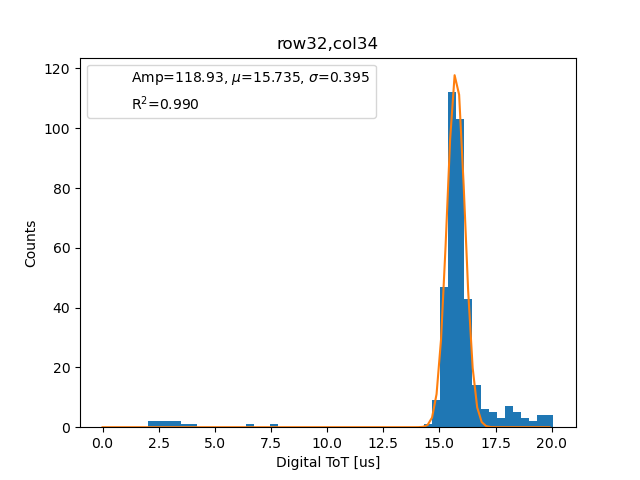 row32,col34
Amp=118.93, μ=15.735, σ=0.395
R²=0.990
120
100
80
60
40
20
0
Counts
0.0 2.5 5.0 7.5 10.0 12.5 15.0 17.5 20.0
Digital ToT [us]